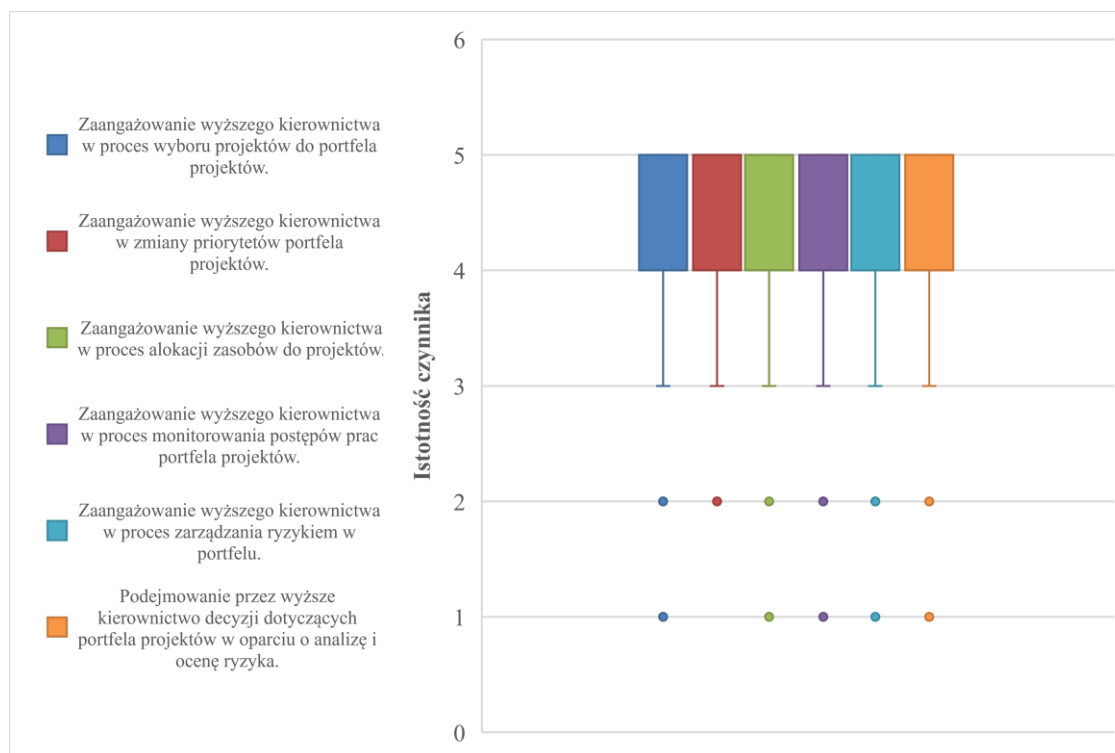 Zaangażowanie wyższego kierownictwa
w proces wyboru projektów do portfela
projektów.
Zaangażowanie wyższego kierownictwa
w zmiany priorytetów portfela
projektów.
Zaangażowanie wyższego kierownictwa
w proces alokacji zasobów do projektów.
Zaangażowanie wyższego kierownictwa
w proces monitorowania postępów prac
portfela projektów.
Zaangażowanie wyższego kierownictwa
w proces zarządzania ryzykiem w
portfelu.
Podejmowanie przez wyższe
kierownictwo decyzji dotyczących
portfela projektów w oparciu o analizę i
ocenę ryzyka.
Istotność czynnika
6
5
4
3
2
1
0